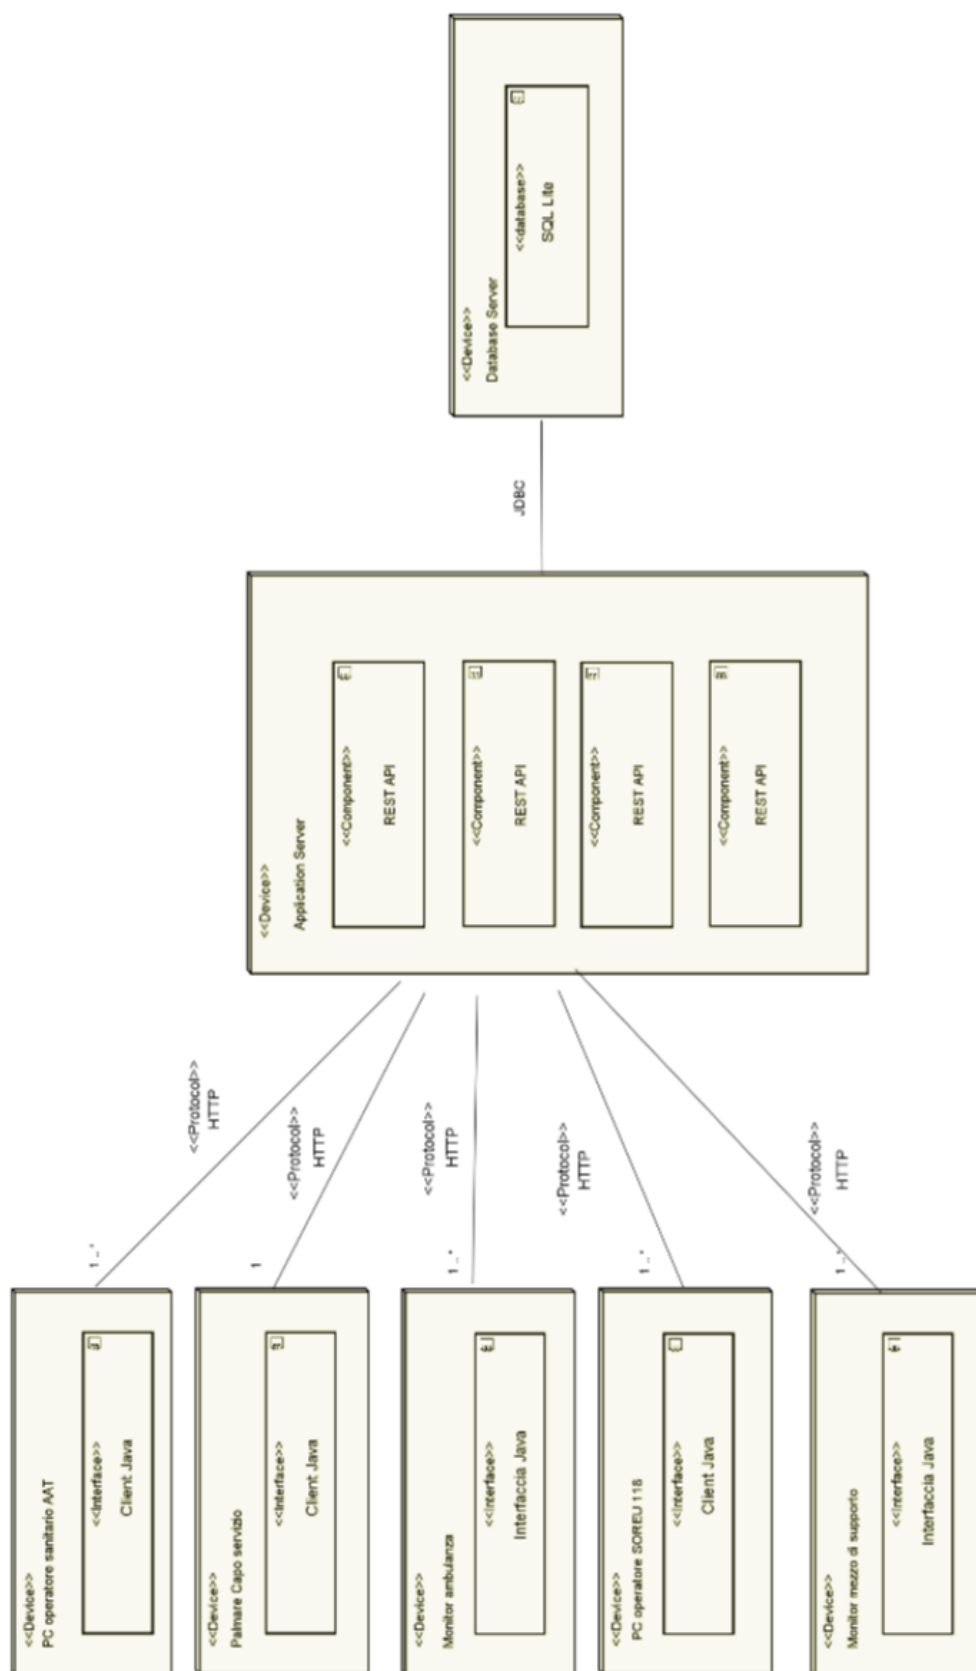 <<Device>>
PC operatore sanitario AAT
<<Interface>>
Client Java
1..*
<<Protocol>>
HTTP
<<Device>>
Palmare Capo servizio
<<Interface>>
Client Java
1
<<Protocol>>
HTTP
<<Device>>
Monitor ambulanza
<<Interface>>
Interfaccia Java
1..*
<<Protocol>>
HTTP
<<Device>>
PC operatore SOREU 118
<<Interface>>
Client Java
1..*
<<Protocol>>
HTTP
<<Device>>
Monitor mezzo di supporto
<<Interface>>
Interfaccia Java
1..*
<<Protocol>>
HTTP
<<Device>>
Application Server
<<Component>>
REST API
<<Component>>
REST API
<<Component>>
REST API
<<Component>>
REST API
JDBC
<<Device>>
Database Server
<<database>>
SQL Lite